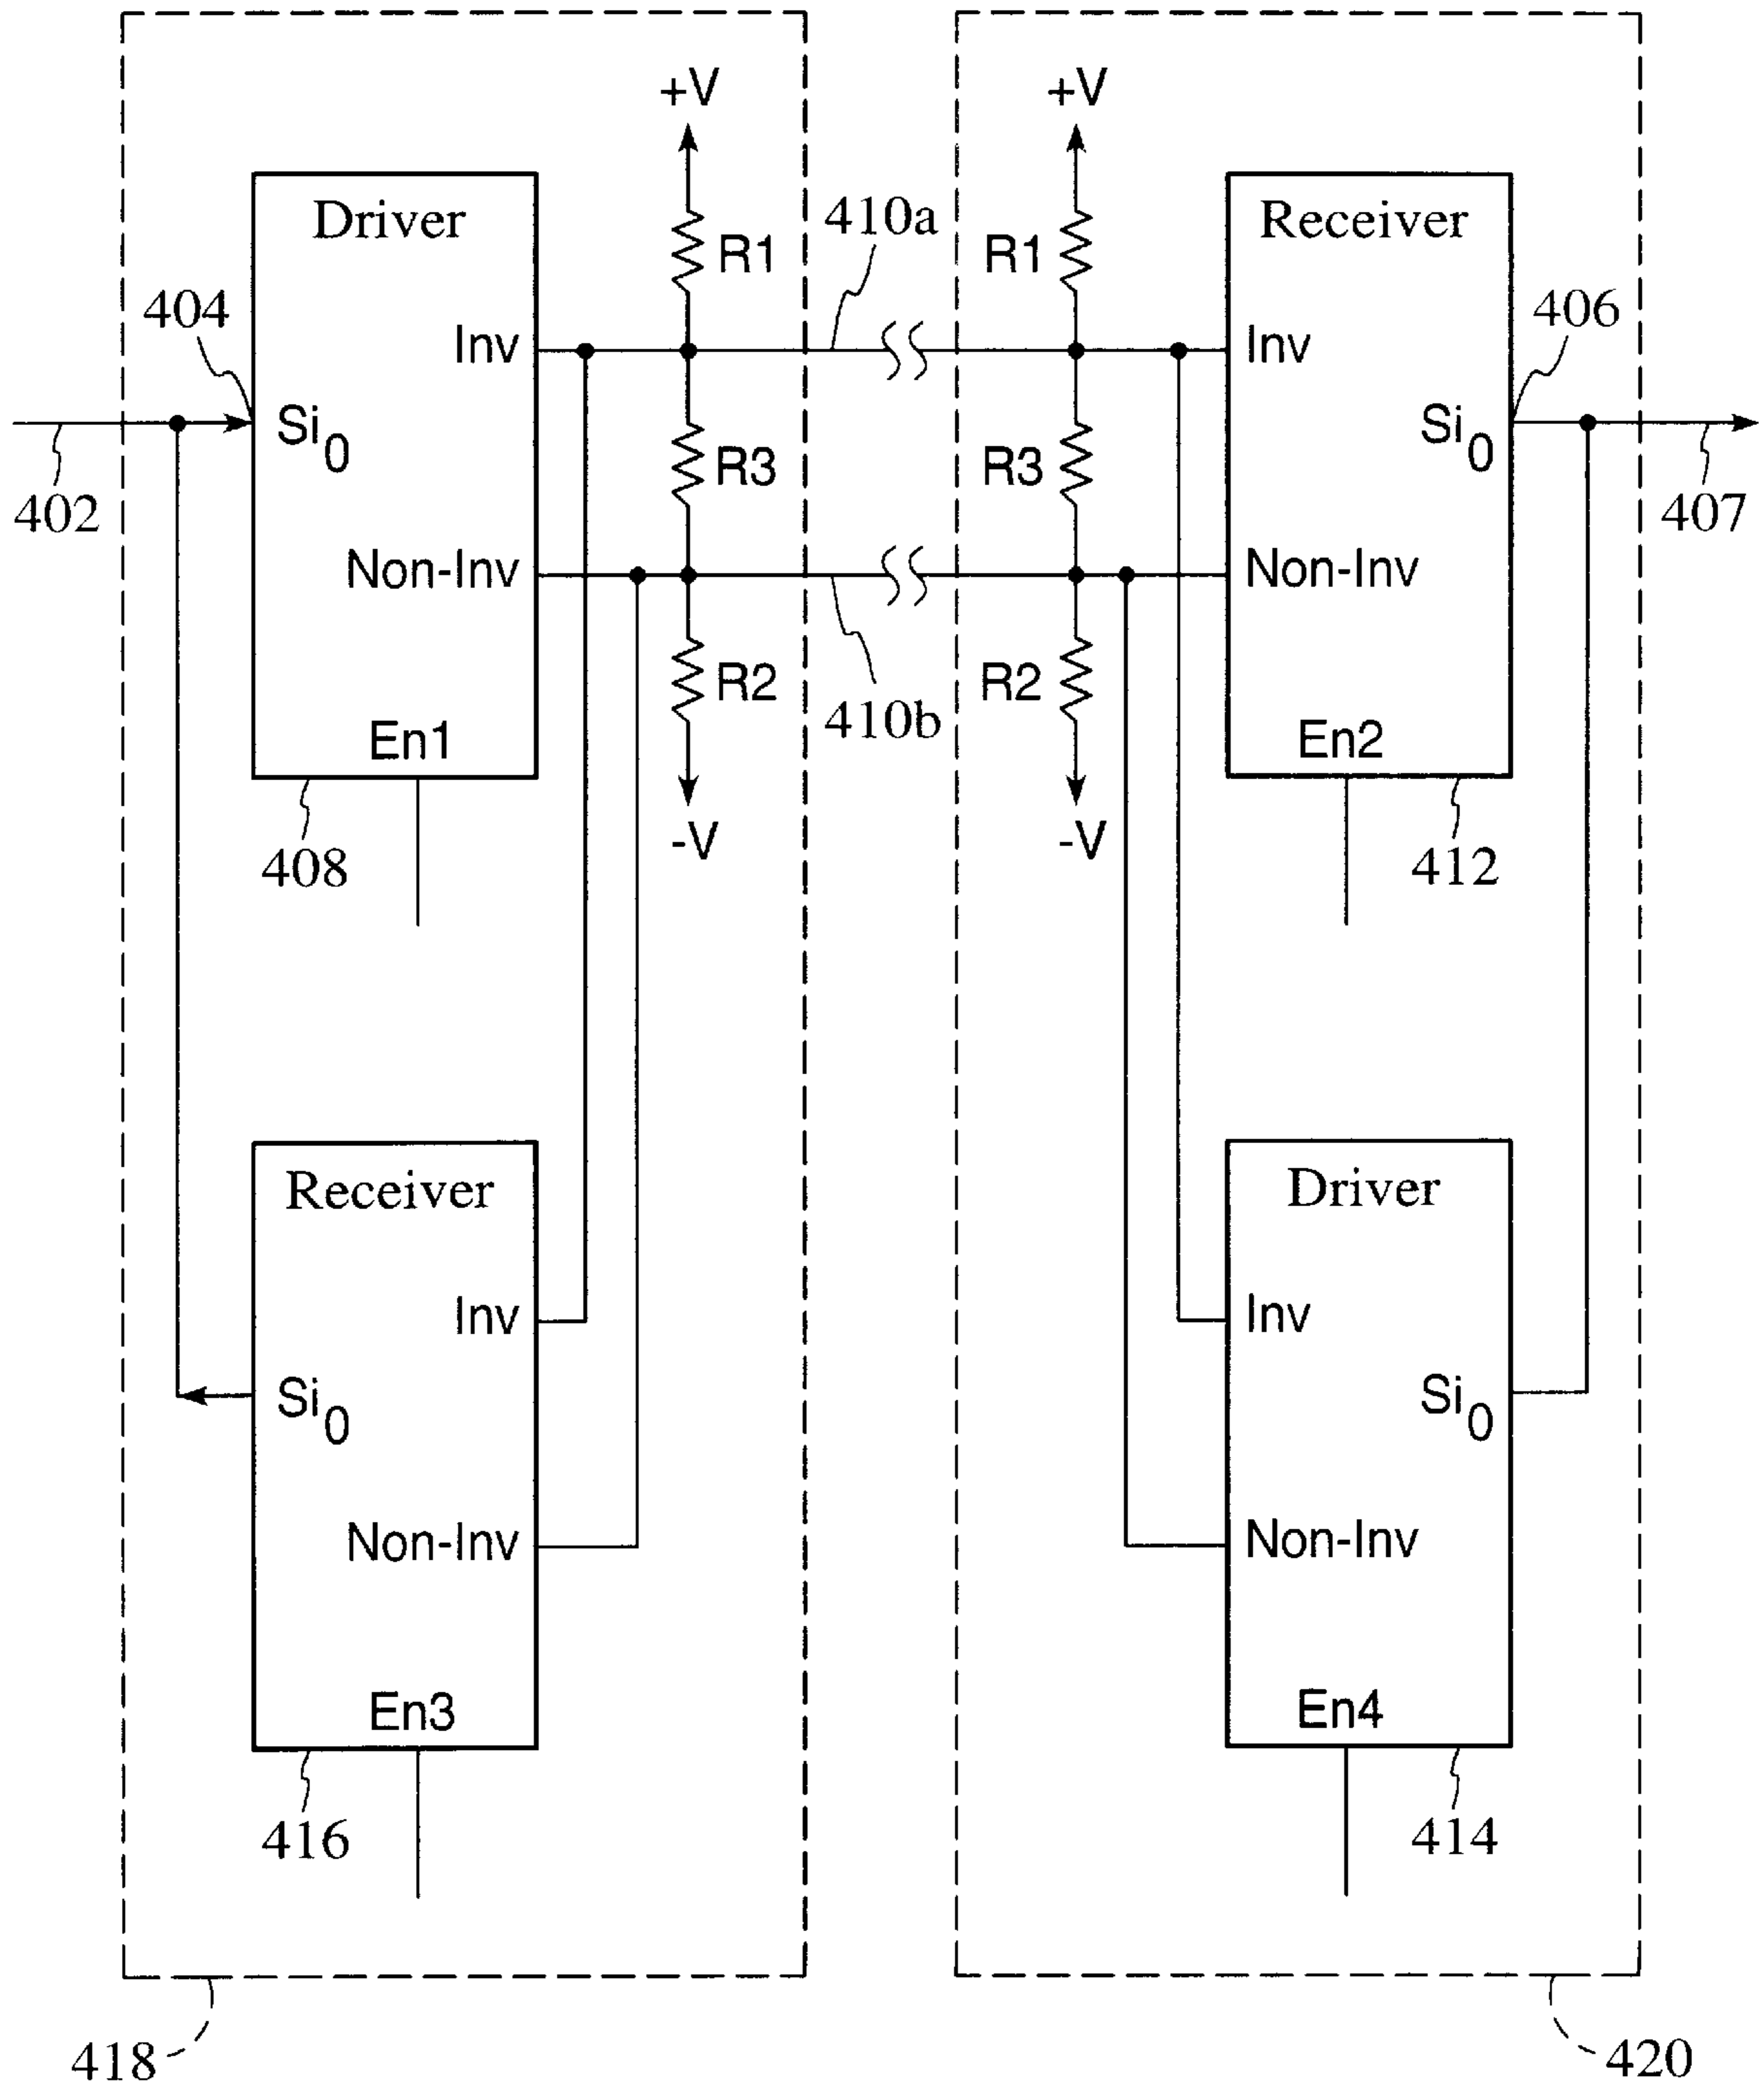 +V
+V
Driver
Receiver
410a
R1
R1
404
406
Inv
Inv
Si0
Si0
R3
R3
402
407
Non-Inv
Non-Inv
R2
R2
410b
En1
En2
-V
-V
408
412
Receiver
Driver
Inv
Inv
Si0
Si0
Non-Inv
Non-Inv
En3
En4
416
414
418
420